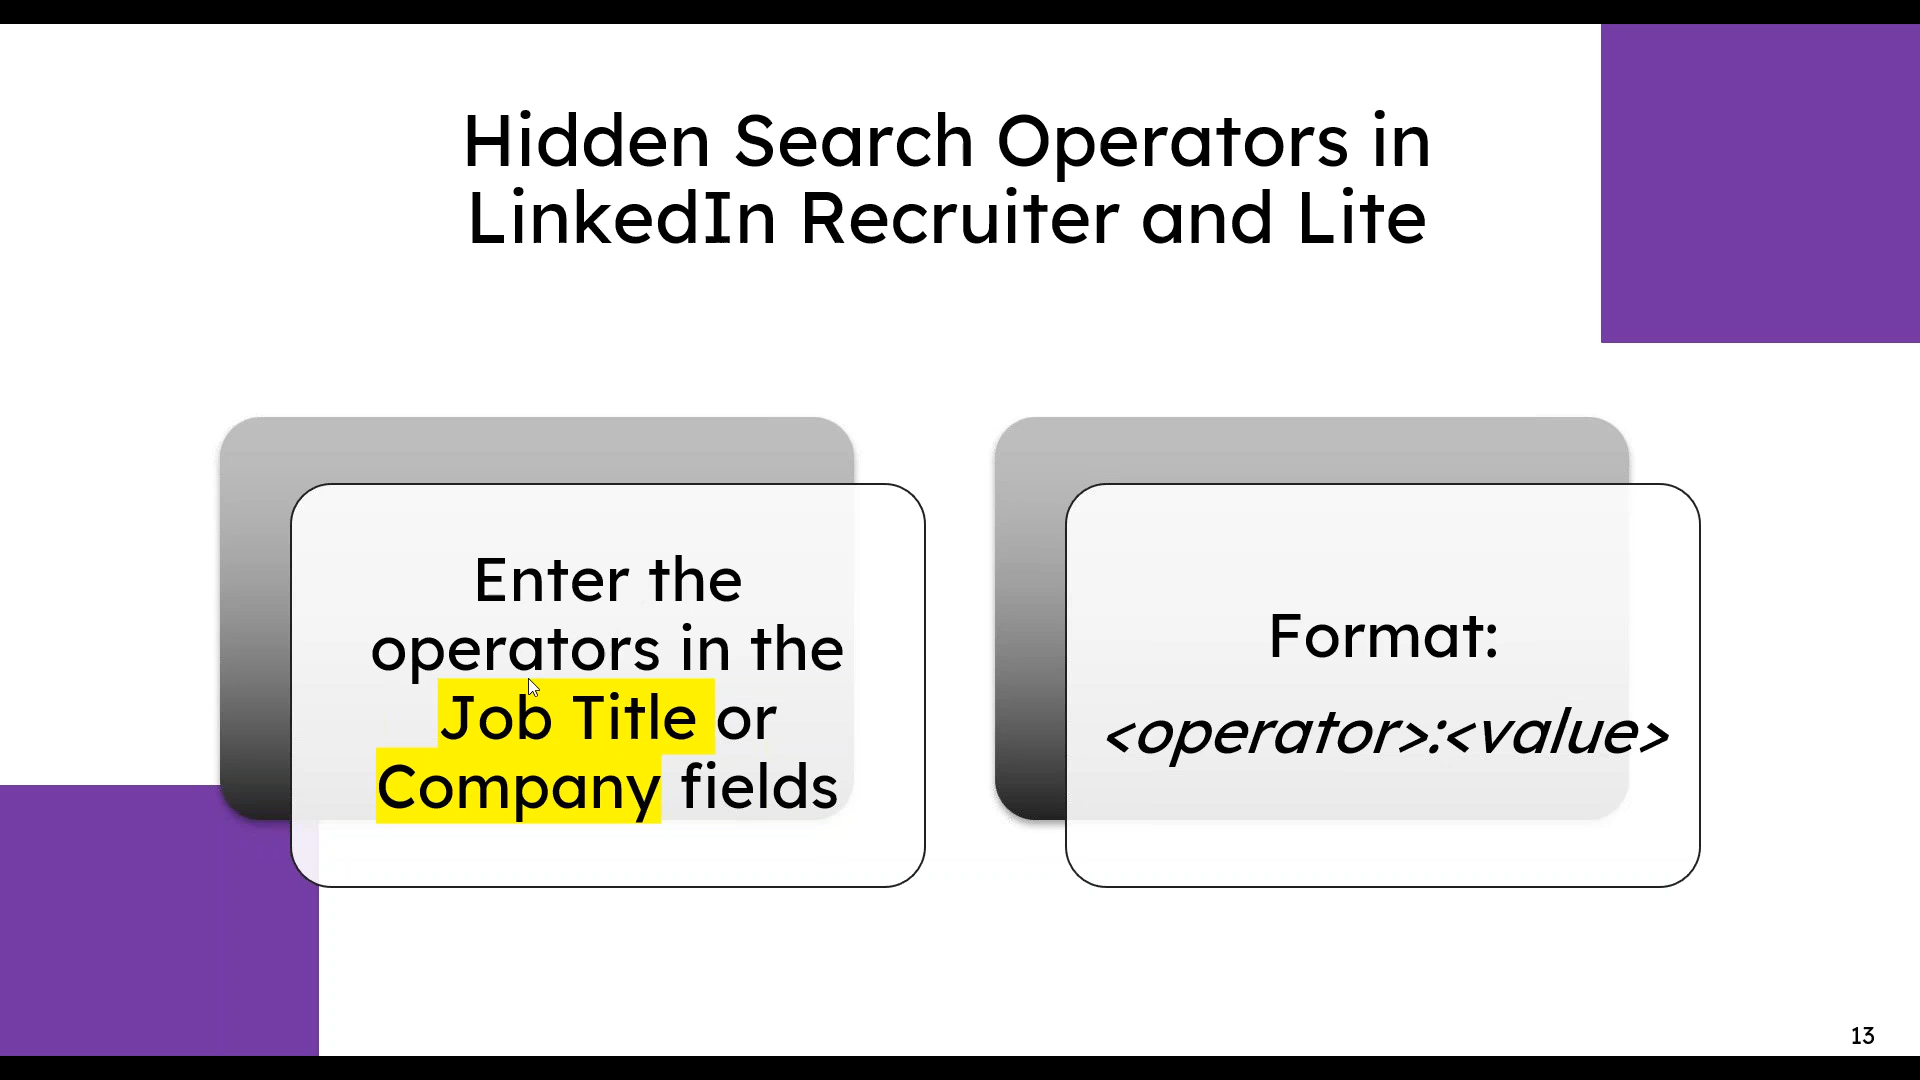 Hidden Search Operators in
LinkedIn Recruiter and Lite
Enter the
operators in the
Job Title or
Company fields
Format:
<operator>:<value>
13